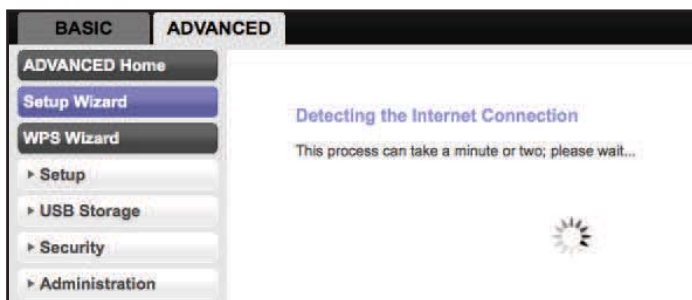 BASIC
ADVANCED
ADVANCED Home
Setup Wizard
WPS Wizard
Setup
USB Storage
Security
Administration
Detecting the Internet Connection
This process can take a minute or two; please wait...